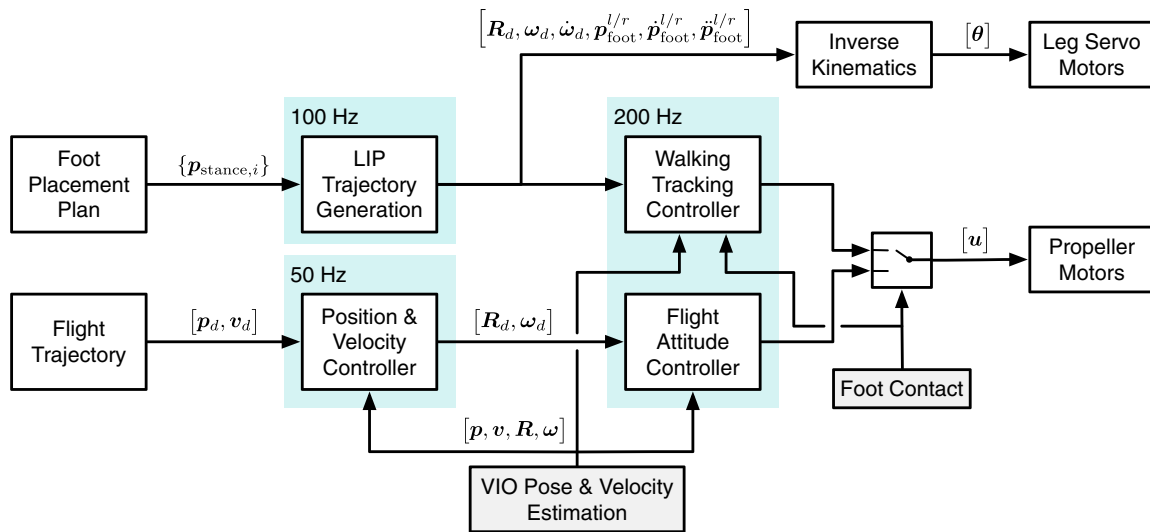 [R_d, ω_d, ω̇_d, p_foot^{l/r}, ṗ_foot^{l/r}, p̈_foot^{l/r}]
Inverse
Kinematics
[θ]
Leg Servo
Motors
100 Hz
200 Hz
Foot
Placement
Plan
{p_{stance,i}}
LIP
Trajectory
Generation
Walking
Tracking
Controller
[u]
Propeller
Motors
50 Hz
Flight
Trajectory
[p_d, v_d]
Position &
Velocity
Controller
[R_d, ω_d]
Flight
Attitude
Controller
Foot Contact
[p, v, R, ω]
VIO Pose & Velocity
Estimation